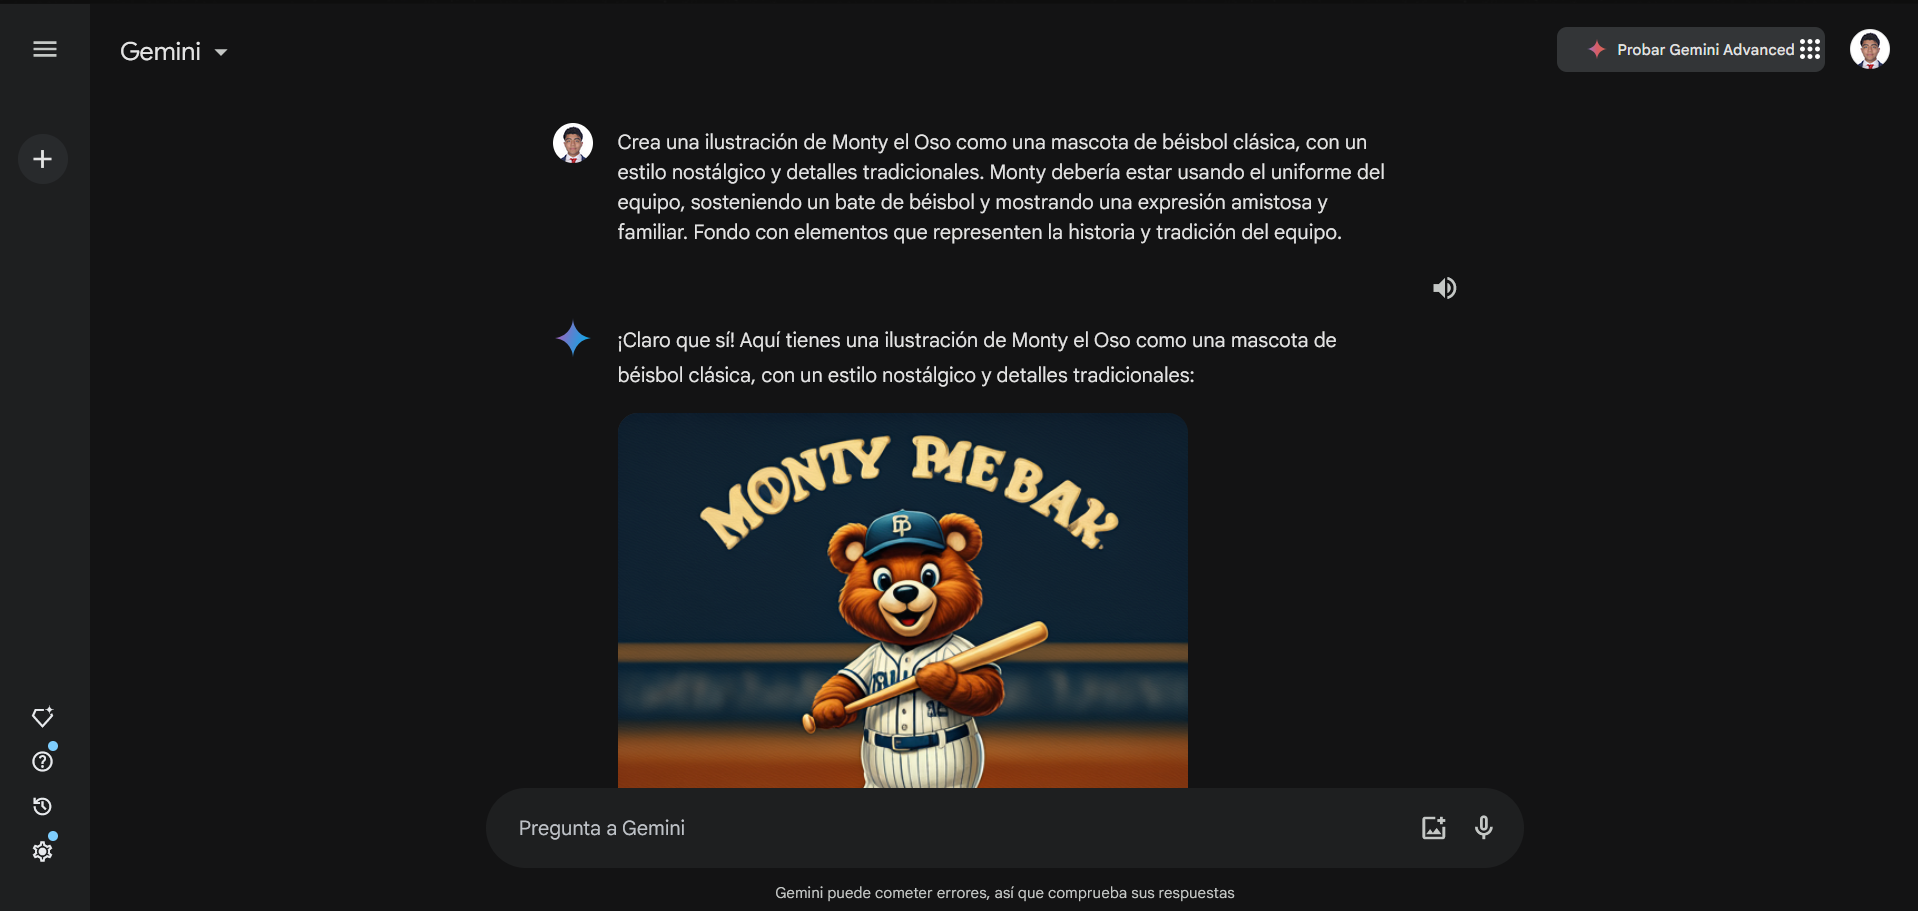 Gemini
Probar Gemini Advanced
Crea una ilustración de Monty el Oso como una mascota de béisbol clásica, con un
estilo nostálgico y detalles tradicionales. Monty debería estar usando el uniforme del
equipo, sosteniendo un bate de béisbol y mostrando una expresión amistosa y
familiar. Fondo con elementos que representen la historia y tradición del equipo.
¡Claro que sí! Aquí tienes una ilustración de Monty el Oso como una mascota de
béisbol clásica, con un estilo nostálgico y detalles tradicionales:
MONTY
Pregunta a Gemini
Gemini puede cometer errores, así que comprueba sus respuestas